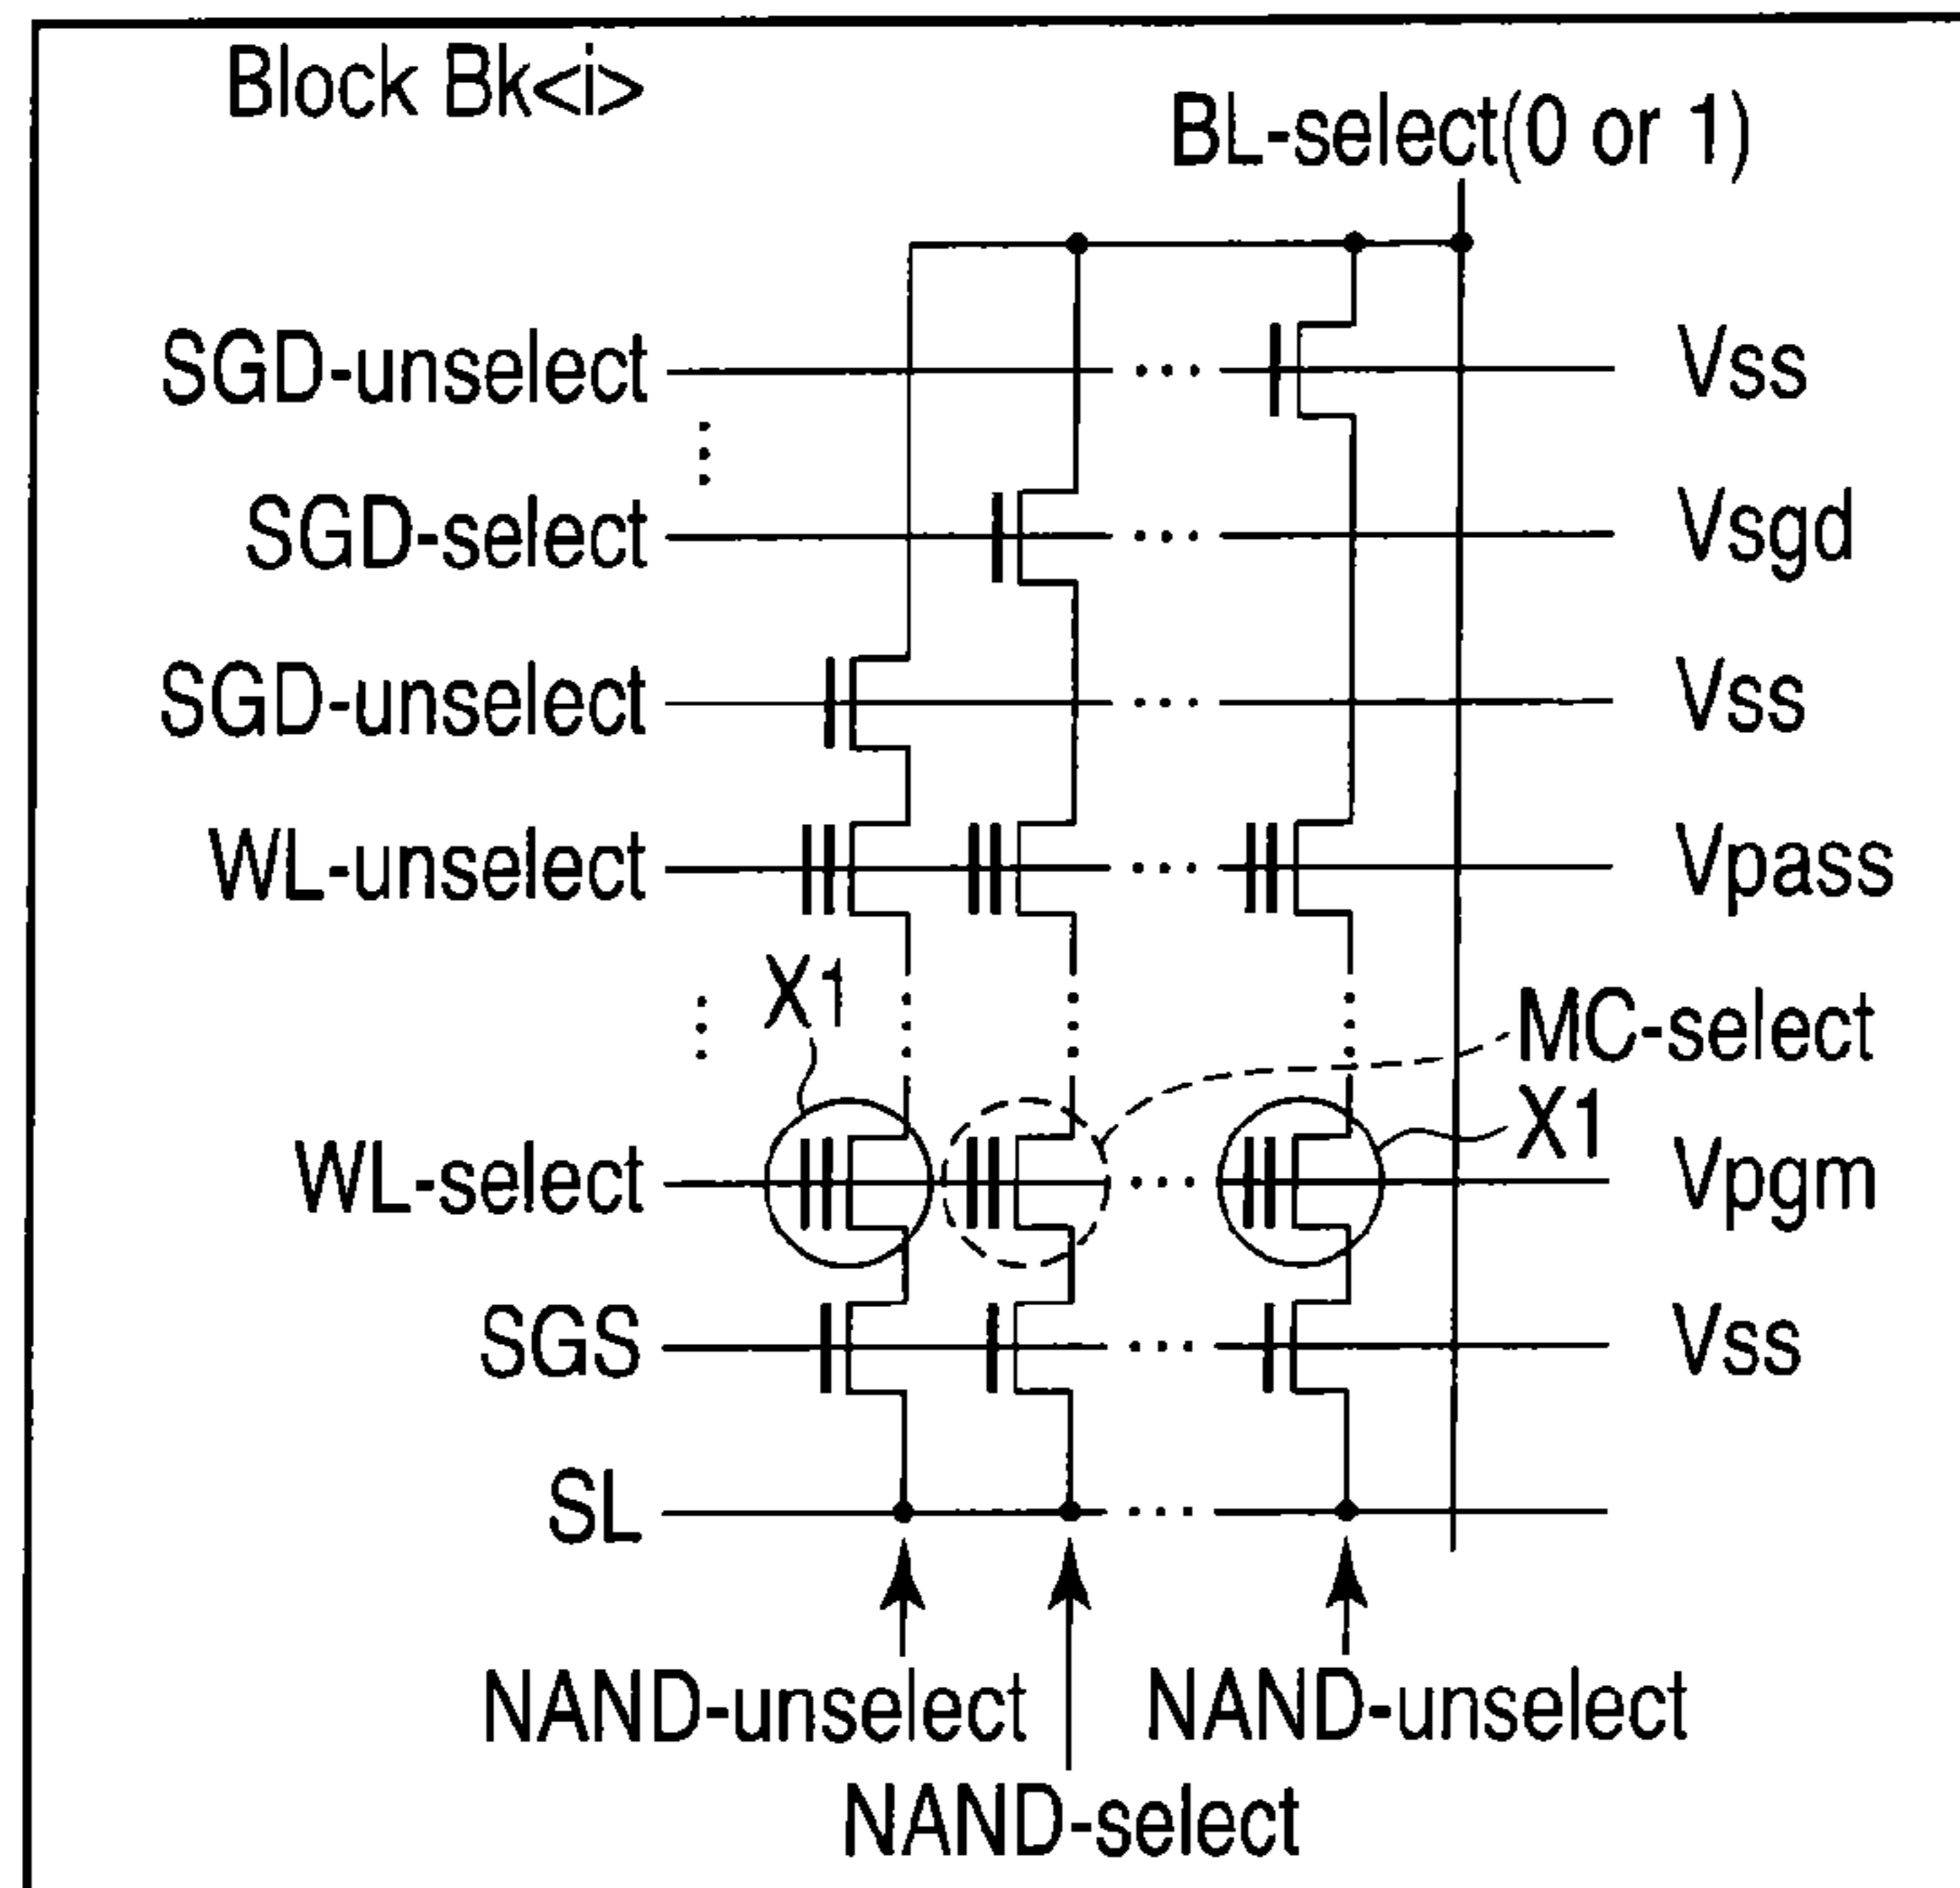 Block Bk<i>
BL-select(0 or 1)
SGD-unselect
Vss
SGD-select
Vsgd
SGD-unselect
Vss
WL-unselect
Vpass
X1
MC-select
X1
WL-select
Vpgm
SGS
Vss
SL
NAND-unselect
NAND-unselect
NAND-select